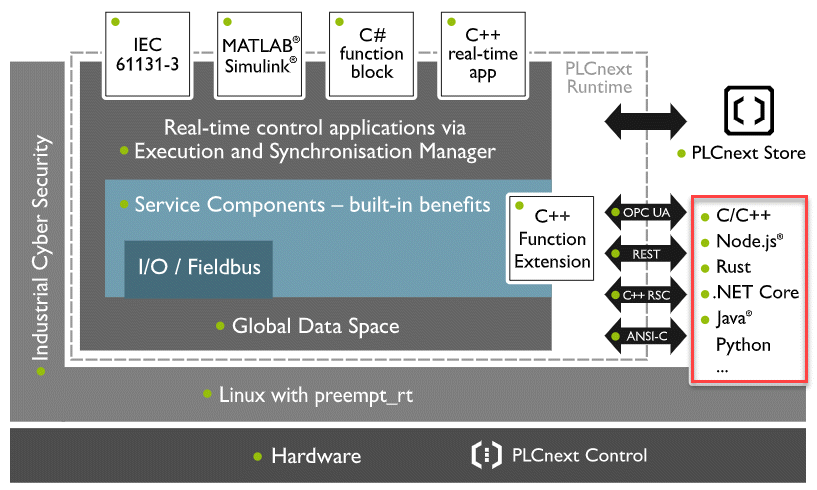 IEC
61131-3
MATLAB®
Simulink®
C#
function
block
C++
real-time
app
PLCnext
Runtime
Real-time control applications via
Execution and Synchronisation Manager
PLCnext Store
Service Components – built-in benefits
C++
Function
Extension
I/O / Fieldbus
Global Data Space
OPC UA
REST
C++ RSC
ANSI-C
C/C++
Node.js®
Rust
.NET Core
Java®
Python
...
Industrial Cyber Security
Linux with preempt_rt
Hardware
PLCnext Control